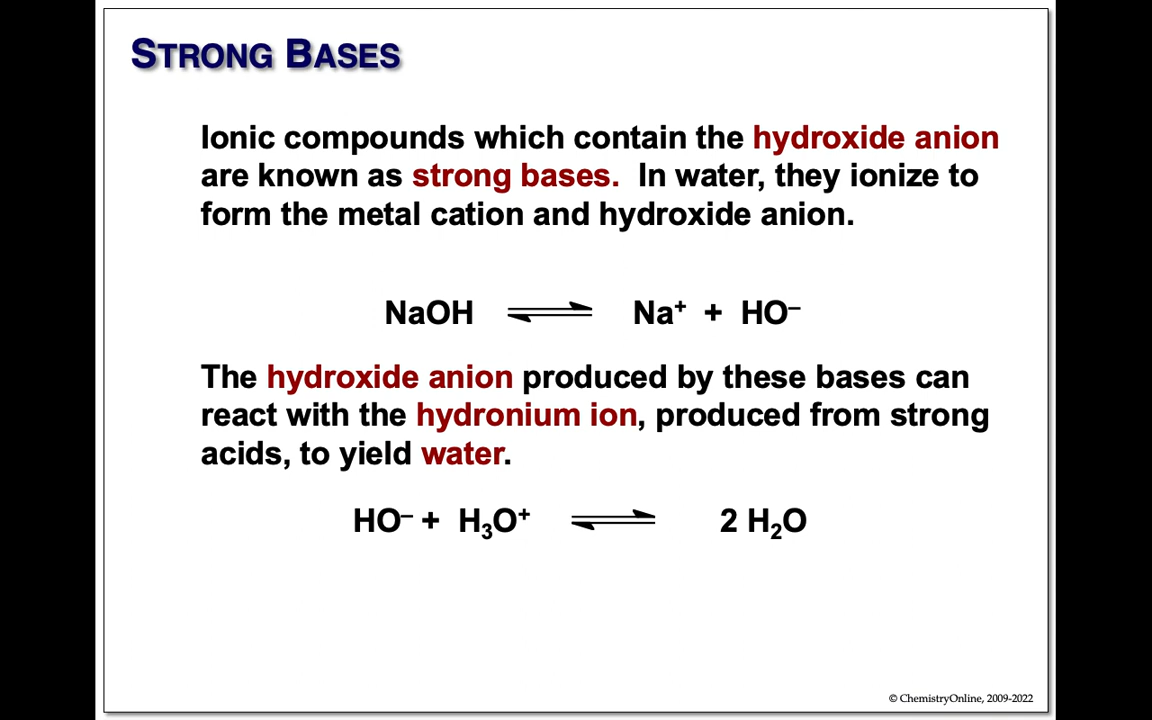 STRONG BASES
Ionic compounds which contain the hydroxide anion
are known as strong bases. In water, they ionize to
form the metal cation and hydroxide anion.
NaOH ⇌ Na⁺ + HO⁻
The hydroxide anion produced by these bases can
react with the hydronium ion, produced from strong
acids, to yield water.
HO⁻ + H₃O⁺ ⇌ 2 H₂O
© ChemistryOnline, 2009-2022